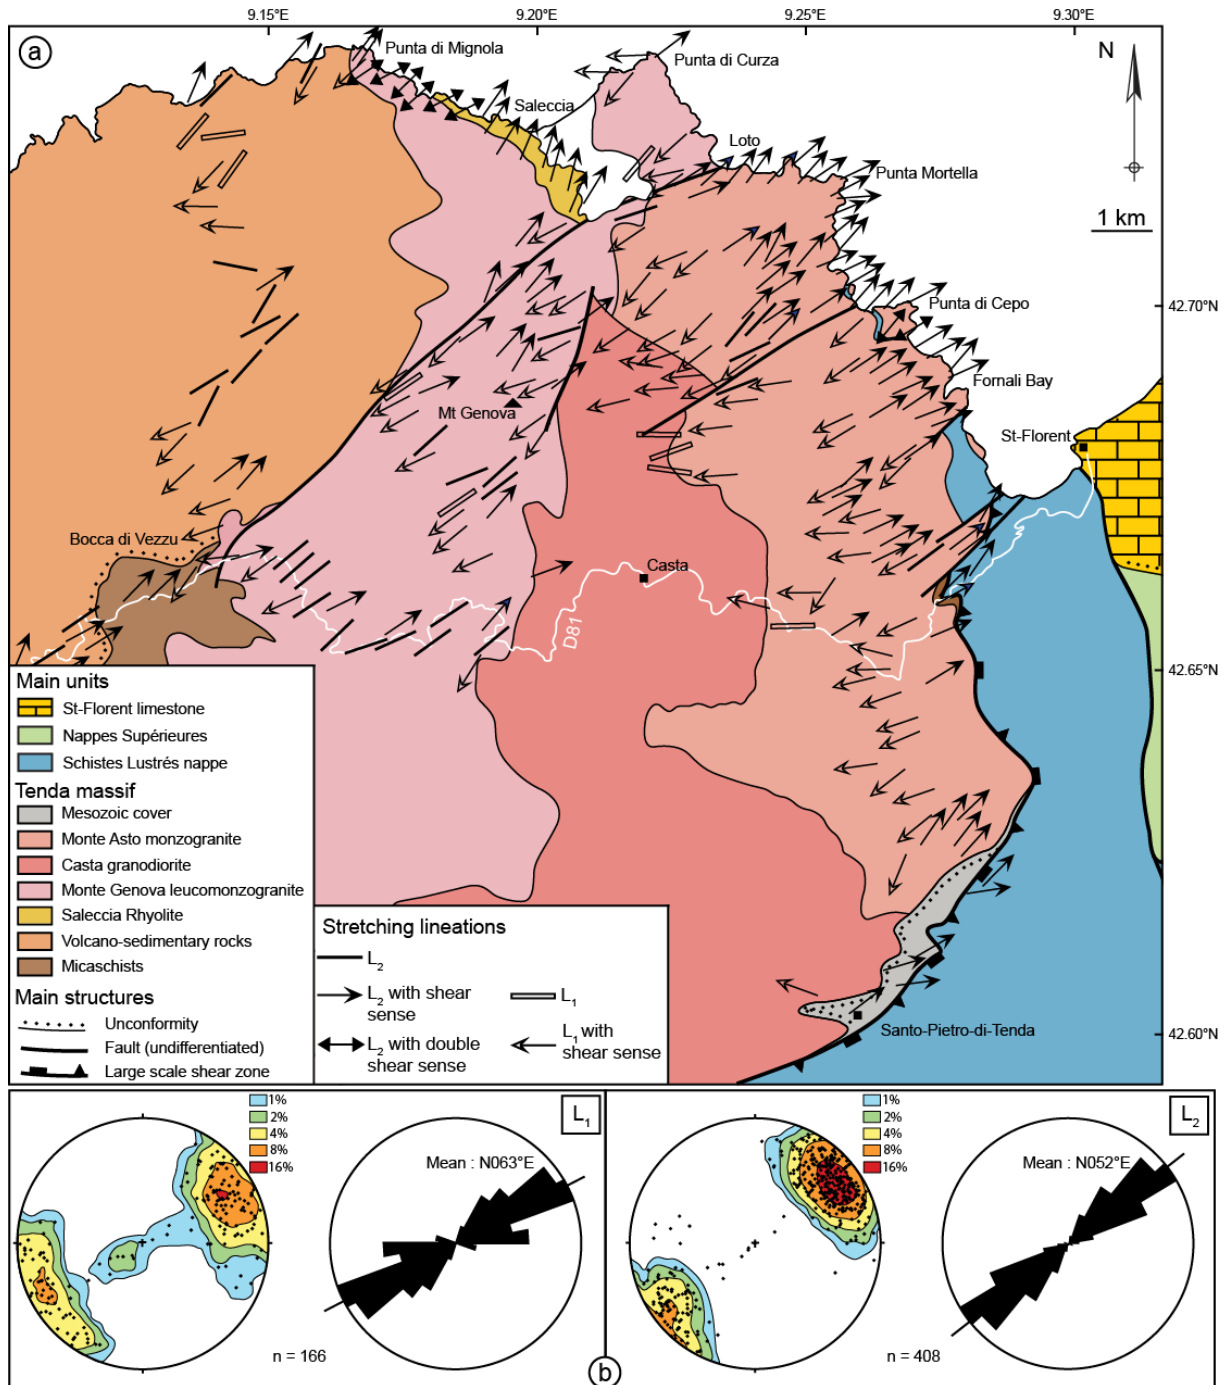 9.15°E
9.20°E
9.25°E
9.30°E
a
Punta di Mignola
Punta di Curza
N
Saleccia
Loto
Punta Mortella
1 km
Punta di Cepo
42.70°N
Fornali Bay
Mt Genova
St-Florent
Bocca di Vezzu
Casta
D81
42.65°N
Main units
St-Florent limestone
Nappes Supérieures
Schistes Lustrés nappe
Tenda massif
Mesozoic cover
Monte Asto monzogranite
Casta granodiorite
Monte Genova leucomonzogranite
Saleccia Rhyolite
Volcano-sedimentary rocks
Micaschists
Main structures
Unconformity
Fault (undifferentiated)
Large scale shear zone
Stretching lineations
L2
L2 with shear
sense
L2 with double
shear sense
L1
L1 with
shear sense
Santo-Pietro-di-Tenda
42.60°N
1%
2%
4%
8%
16%
L1
Mean : N063°E
n = 166
1%
2%
4%
8%
16%
L2
Mean : N052°E
n = 408
b